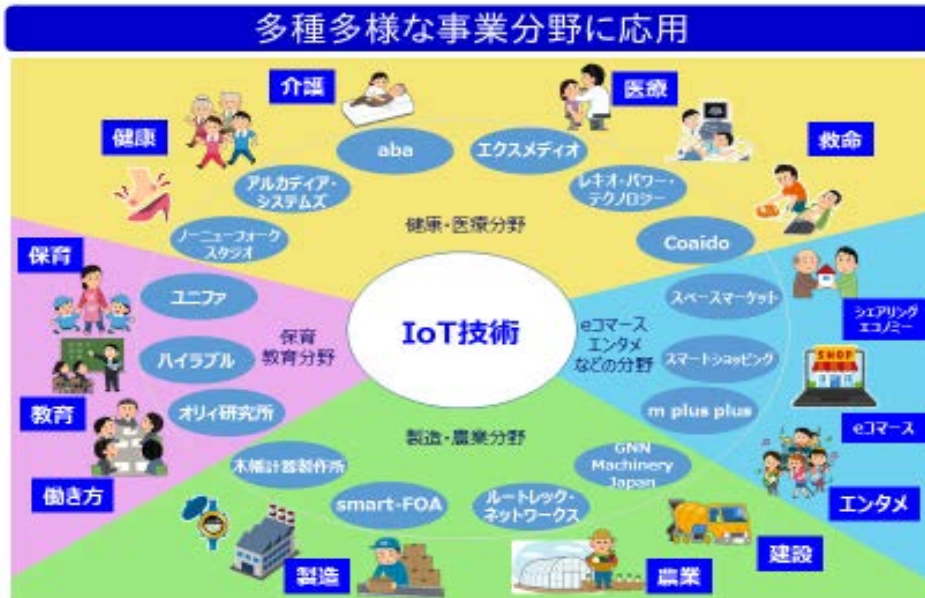 多種多様な事業分野に応用
介護
医療
健康
救命
aba
エクスメディオ
アルカディア・
システムズ
レキオ・パワー・
テクノロジー
ノーニューフォーク
スタジオ
健康・医療分野
Coaido
保育
ユニファ
スペースマーケット
シェアリング
エコノミー
IoT技術
保育
教育分野
eコマース
エンタメ
などの分野
ハイラブル
スマートショッピング
SHOP
教育
オリィ研究所
m plus plus
eコマース
製造・農業分野
木幡計器製作所
GNN
Machinery
Japan
働き方
smart-FOA
ルートレック・
ネットワークス
エンタメ
製造
農業
建設